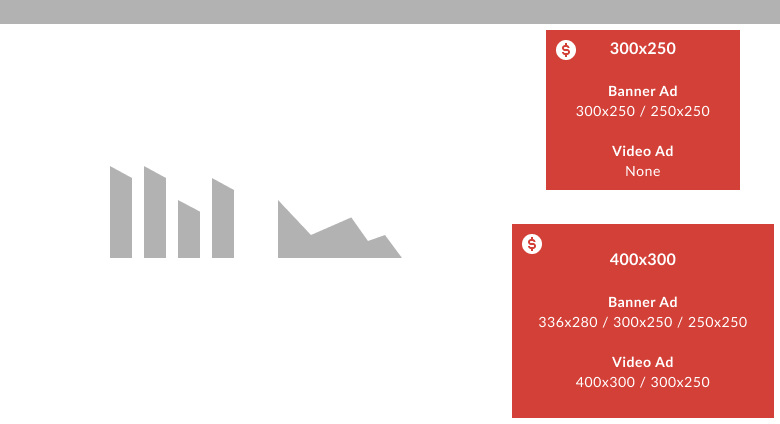 $
300x250
Banner Ad
300x250 / 250x250
Video Ad
None
$
400x300
Banner Ad
336x280 / 300x250 / 250x250
Video Ad
400x300 / 300x250